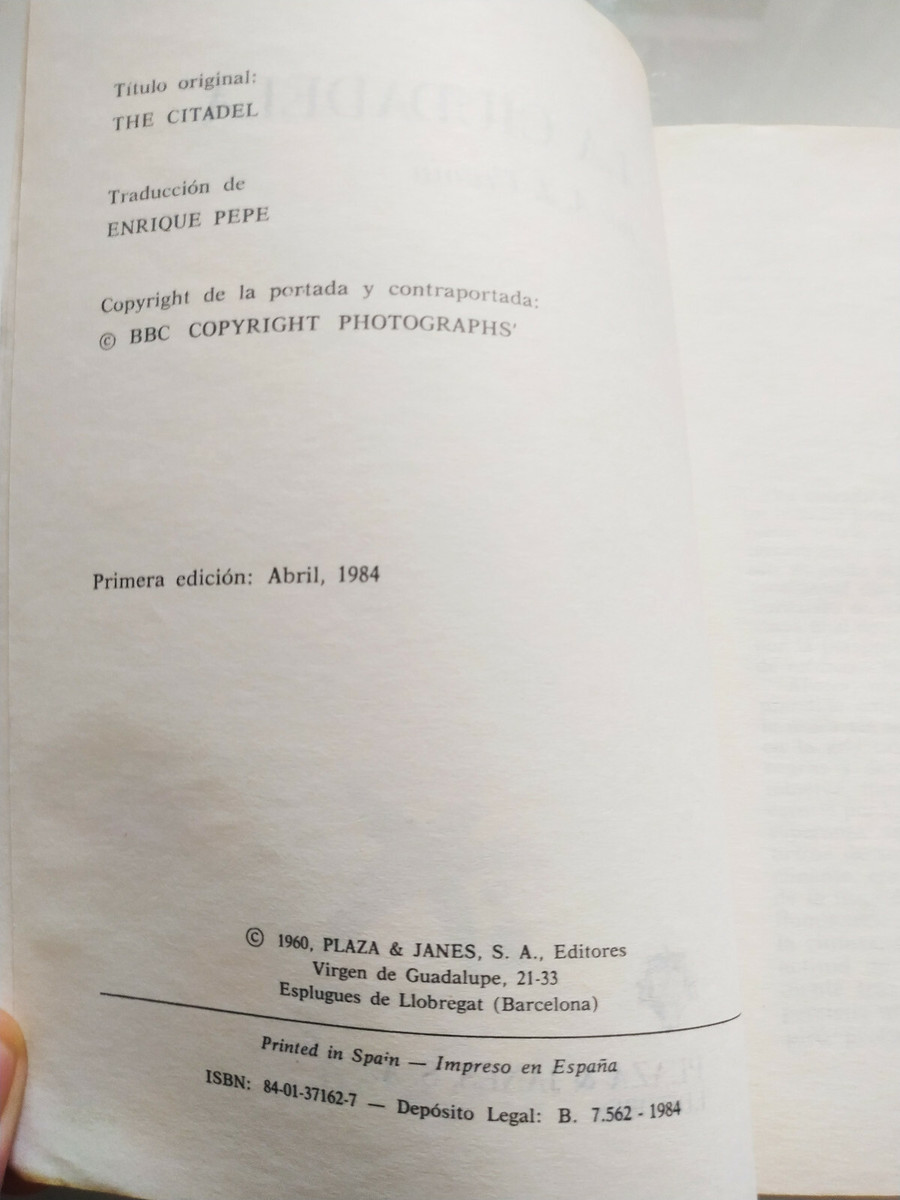 Título original:
THE CITADEL
Traducción de
ENRIQUE PEPE
Copyright de la portada y contraportada:
© BBC COPYRIGHT PHOTOGRAPHS'
Primera edición: Abril, 1984
© 1960, PLAZA & JANES, S. A., Editores
Virgen de Guadalupe, 21-33
Esplugues de Llobregat (Barcelona)
Printed in Spain — Impreso en España
ISBN: 84-01-37162-7 — Depósito Legal: B. 7.562 - 1984